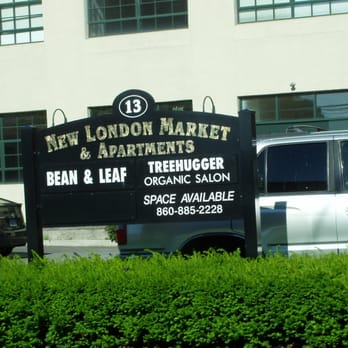 13
New London Market
& Apartments
BEAN & LEAF
TREEHUGGER
ORGANIC SALON
SPACE AVAILABLE
860-885-2228